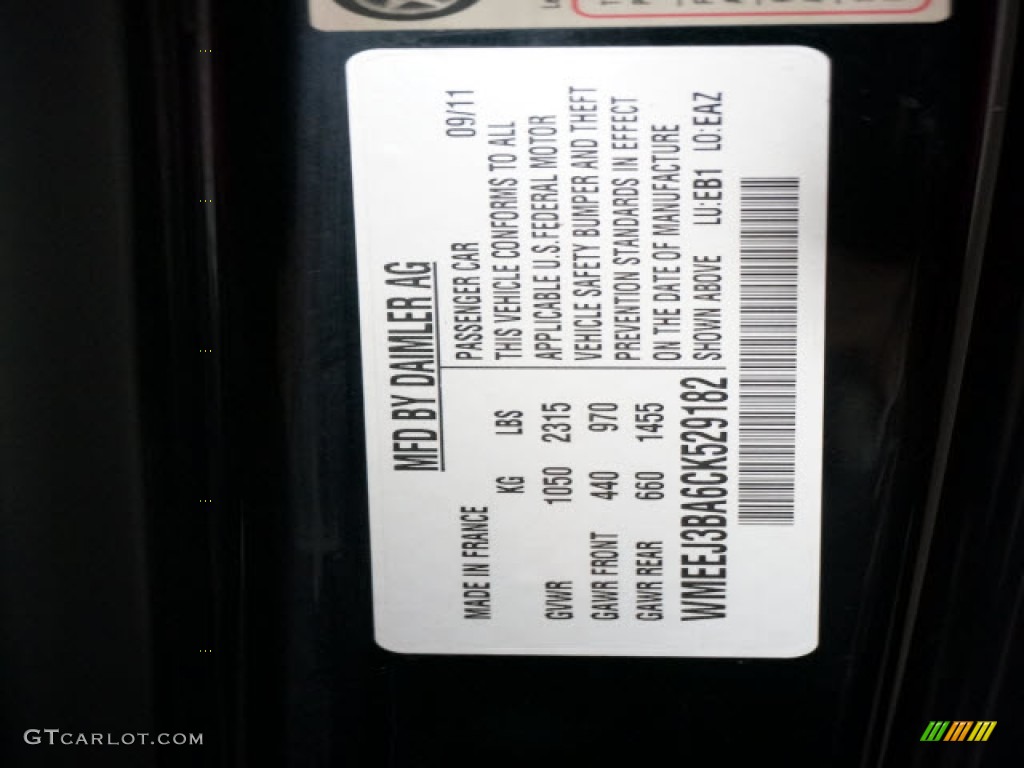 MFD BY DAIMLER AG
MADE IN FRANCE
KG LBS
GVWR 1050 2315
GAWR FRONT 440 970
GAWR REAR 660 1455
WMEEJ3BA6CK529182
PASSENGER CAR 09/11
THIS VEHICLE CONFORMS TO ALL
APPLICABLE U.S.FEDERAL MOTOR
VEHICLE SAFETY BUMPER AND THEFT
PREVENTION STANDARDS IN EFFECT
ON THE DATE OF MANUFACTURE
SHOWN ABOVE LU:EB1 LO:EAZ
GTCARLOT.COM